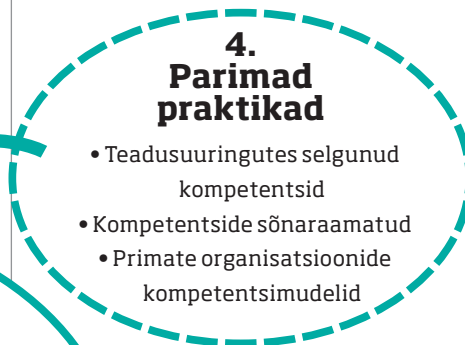 4.
Parimad
praktikad
• Teadusuuringutes selgunud
kompetentsid
• Kompetentside sõnaraamatud
• Primate organisatsioonide
kompetentsimudelid